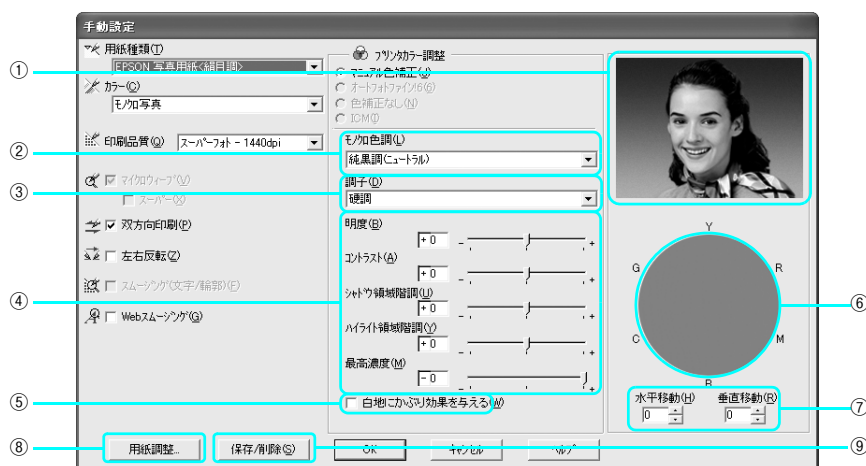 手動設定
用紙種類(T)
EPSON 写真用紙<絹目調>
カラー(C)
モノクロ写真
印刷品質(Q) スーパーフォト - 1440dpi
マイクロウィーブ(V)
スーパー(X)
双方向印刷(P)
左右反転(Z)
スムージング(文字/輪郭)(F)
Webスムージング(G)
プリンタカラー調整
マニュアル色補正(J)
オートフォトファイン!6(6)
色補正なし(N)
ICM(I)
モノクロ色調(L)
純黒調(ニュートラル)
調子(D)
硬調
明度(B)
+ 0
- +
コントラスト(A)
+ 0
- +
シャドウ領域階調(U)
+ 0
- +
ハイライト領域階調(Y)
+ 0
- +
最高濃度(M)
- 0
- +
白地にかぶり効果を与える(W)
Y
G R
C M
B
水平移動(H) 垂直移動(R)
0 0
用紙調整... 保存/削除(S) OK キャンセル ヘルプ
①
②
③
④
⑤
⑥
⑦
⑧
⑨